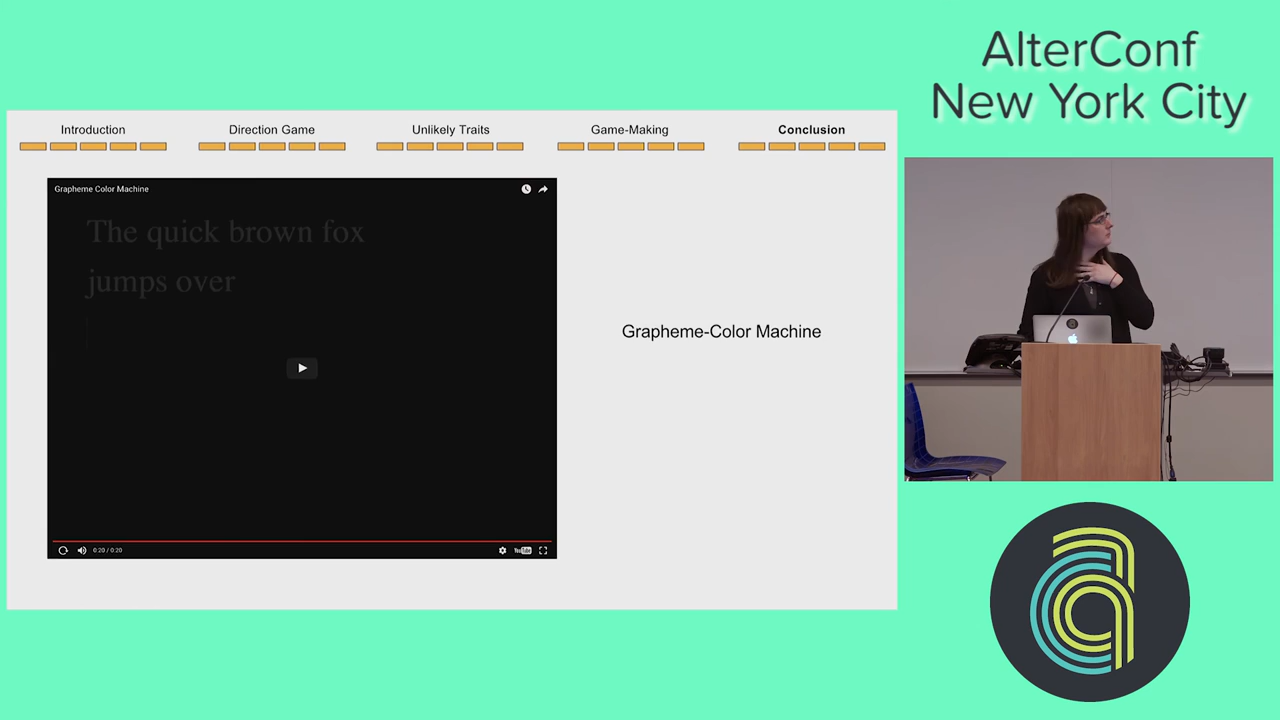 AlterConf
New York City
Introduction
Direction Game
Unlikely Traits
Game-Making
Conclusion
Grapheme Color Machine
The quick brown fox
jumps over
Grapheme-Color Machine
0:20 / 0:20
YouTube